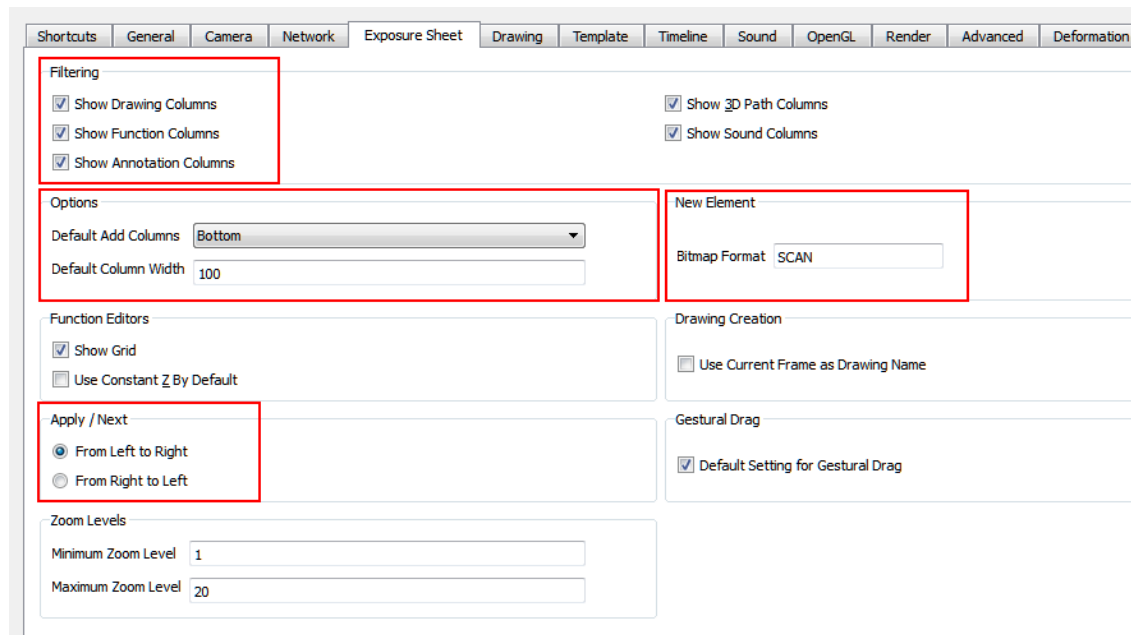 Shortcuts General Camera Network Exposure Sheet Drawing Template Timeline Sound OpenGL Render Advanced Deformation
Filtering
Show Drawing Columns
Show 3D Path Columns
Show Function Columns
Show Sound Columns
Show Annotation Columns
Options
Default Add Columns Bottom
Default Column Width 100
New Element
Bitmap Format SCAN
Function Editors
Show Grid
Use Constant Z By Default
Drawing Creation
Use Current Frame as Drawing Name
Apply / Next
From Left to Right
From Right to Left
Gestural Drag
Default Setting for Gestural Drag
Zoom Levels
Minimum Zoom Level 1
Maximum Zoom Level 20